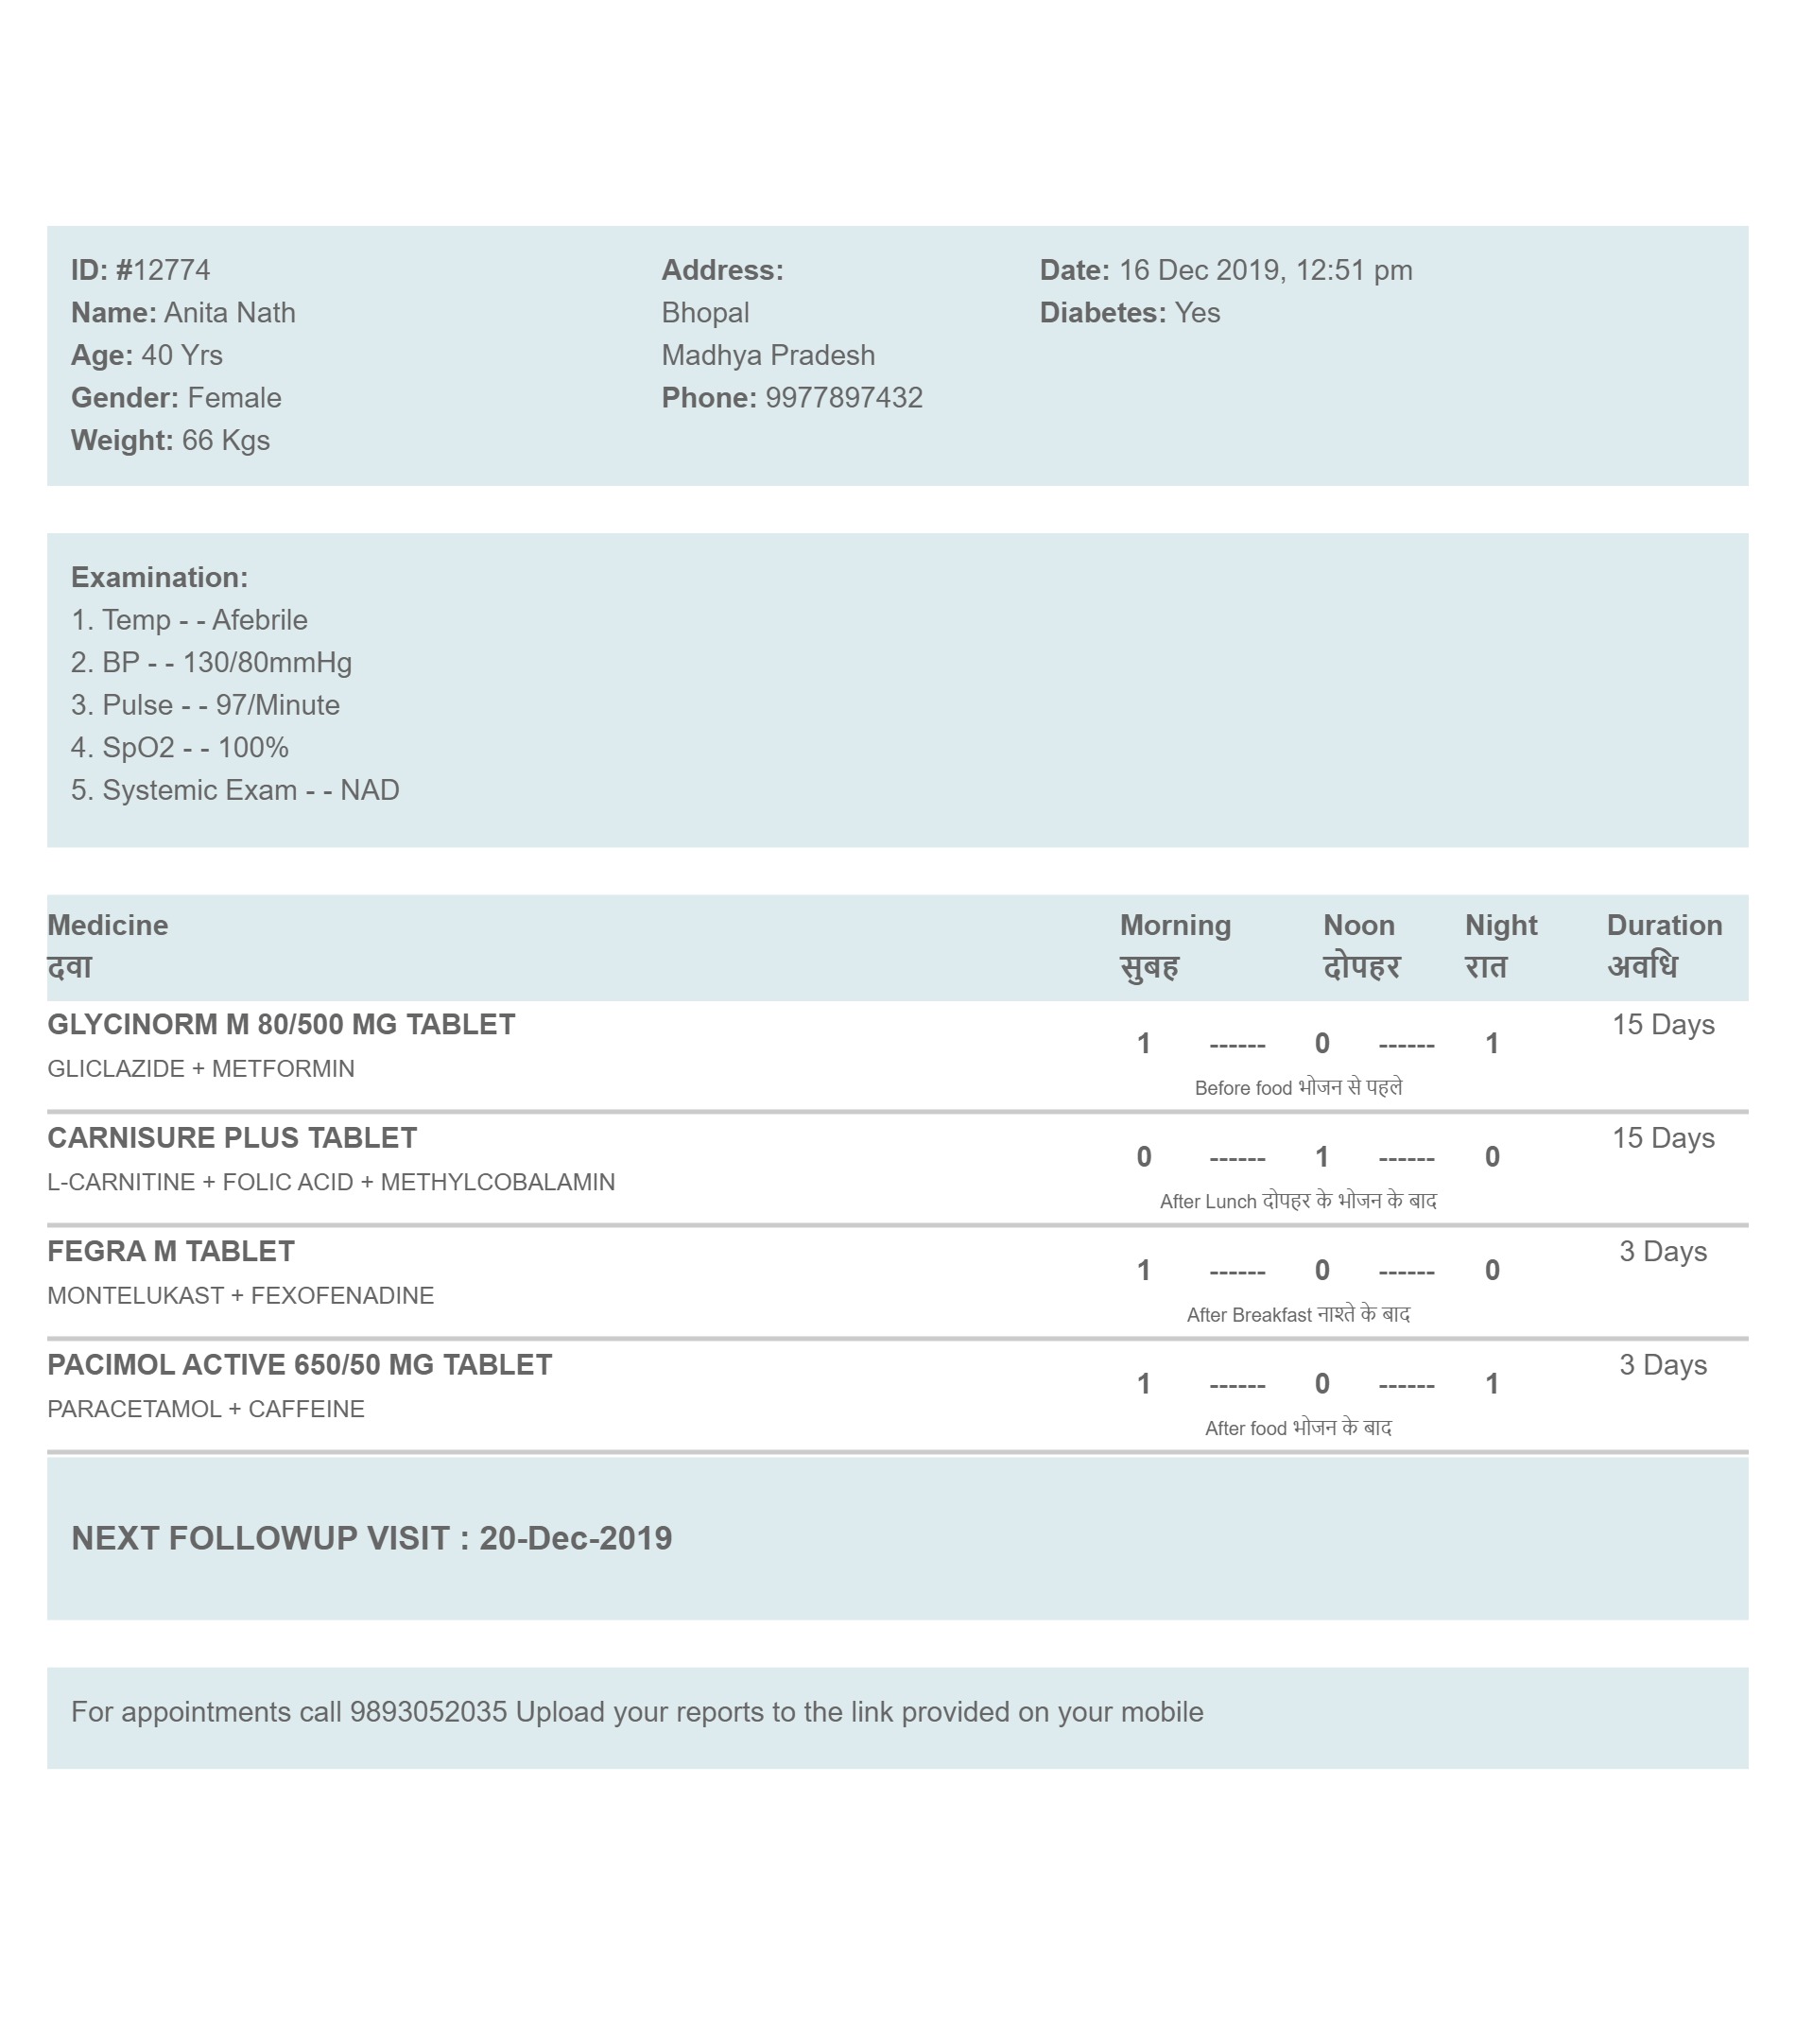 ID: #12774
Name: Anita Nath
Age: 40 Yrs
Gender: Female
Weight: 66 Kgs
Address:
Bhopal
Madhya Pradesh
Phone: 9977897432
Date: 16 Dec 2019, 12:51 pm
Diabetes: Yes
Examination:
1. Temp - - Afebrile
2. BP - - 130/80mmHg
3. Pulse - - 97/Minute
4. SpO2 - - 100%
5. Systemic Exam - - NAD
Medicine Morning Noon Night Duration
दवा सुबह दोपहर रात अवधि
GLYCINORM M 80/500 MG TABLET 15 Days
1 ------ 0 ------ 1
GLICLAZIDE + METFORMIN
Before food भोजन से पहले
CARNISURE PLUS TABLET 15 Days
0 ------ 1 ------ 0
L-CARNITINE + FOLIC ACID + METHYLCOBALAMIN
After Lunch दोपहर के भोजन के बाद
FEGRA M TABLET 3 Days
1 ------ 0 ------ 0
MONTELUKAST + FEXOFENADINE
After Breakfast नाश्ते के बाद
PACIMOL ACTIVE 650/50 MG TABLET 3 Days
1 ------ 0 ------ 1
PARACETAMOL + CAFFEINE
After food भोजन के बाद
NEXT FOLLOWUP VISIT : 20-Dec-2019
For appointments call 9893052035 Upload your reports to the link provided on your mobile